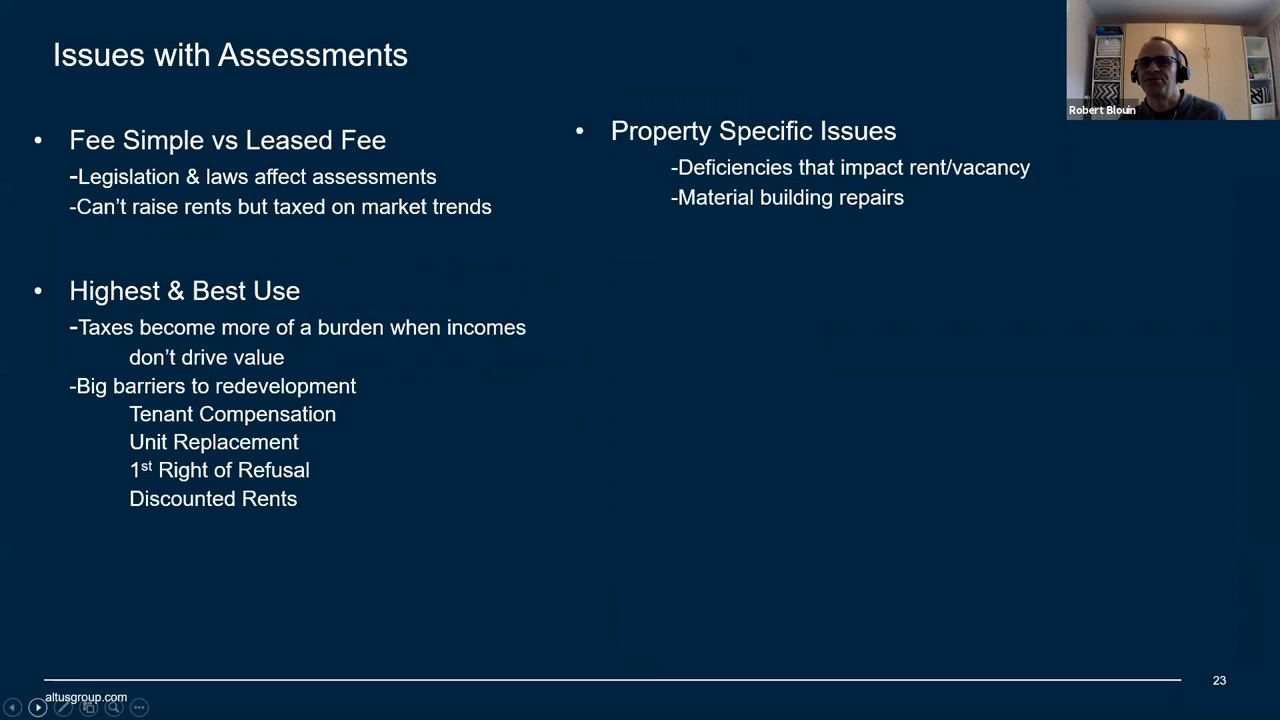 Issues with Assessments
Robert Blouin
• Fee Simple vs Leased Fee
-Legislation & laws affect assessments
-Can't raise rents but taxed on market trends
• Highest & Best Use
-Taxes become more of a burden when incomes
don't drive value
-Big barriers to redevelopment
Tenant Compensation
Unit Replacement
1st Right of Refusal
Discounted Rents
• Property Specific Issues
-Deficiencies that impact rent/vacancy
-Material building repairs
altusgroup.com
23